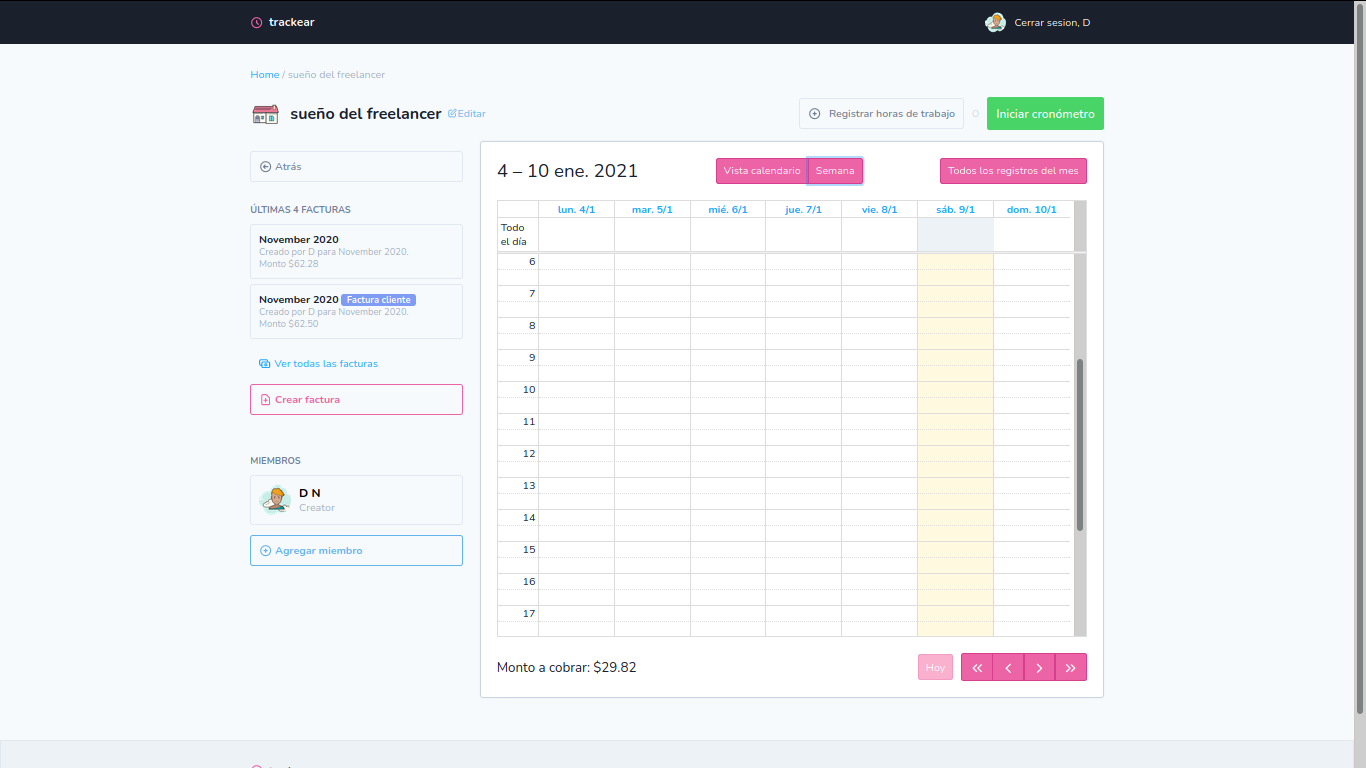 trackear
Cerrar sesion, D
Home / sueño del freelancer
sueño del freelancer Editar
Registrar horas de trabajo
o
Iniciar cronómetro
Atrás
ÚLTIMAS 4 FACTURAS
November 2020
Creado por D para November 2020.
Monto $62.28
November 2020 Factura cliente
Creado por D para November 2020.
Monto $62.50
Ver todas las facturas
Crear factura
MIEMBROS
D N
Creator
Agregar miembro
4 – 10 ene. 2021
Vista calendario Semana
Todos los registros del mes
lun. 4/1 mar. 5/1 mié. 6/1 jue. 7/1 vie. 8/1 sáb. 9/1 dom. 10/1
Todo
el día
6
7
8
9
10
11
12
13
14
15
16
17
Monto a cobrar: $29.82
Hoy